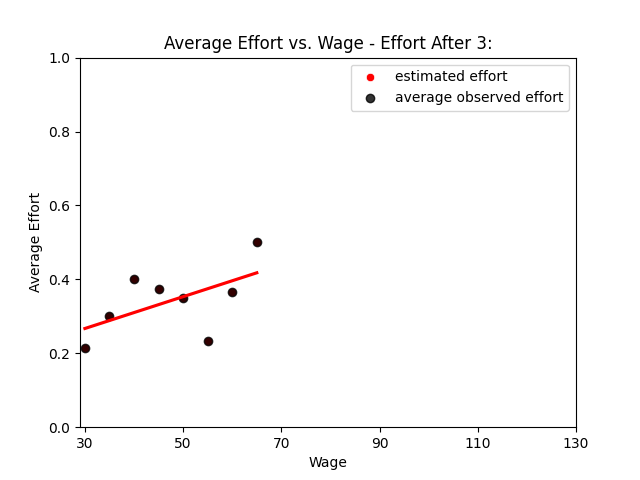 Average Effort vs. Wage - Effort After 3:
estimated effort
average observed effort
1.0
0.8
0.6
0.4
0.2
0.0
Average Effort
30 50 70 90 110 130
Wage